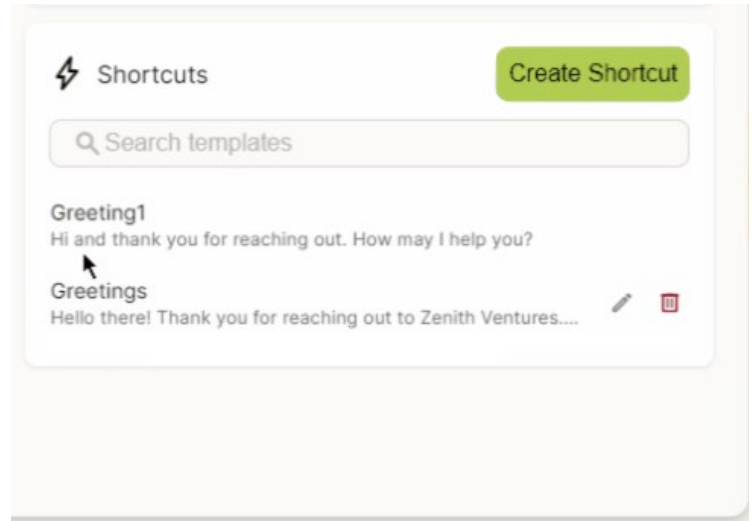 Shortcuts
Create Shortcut
Search templates
Greeting1
Hi and thank you for reaching out. How may I help you?
Greetings
Hello there! Thank you for reaching out to Zenith Ventures....